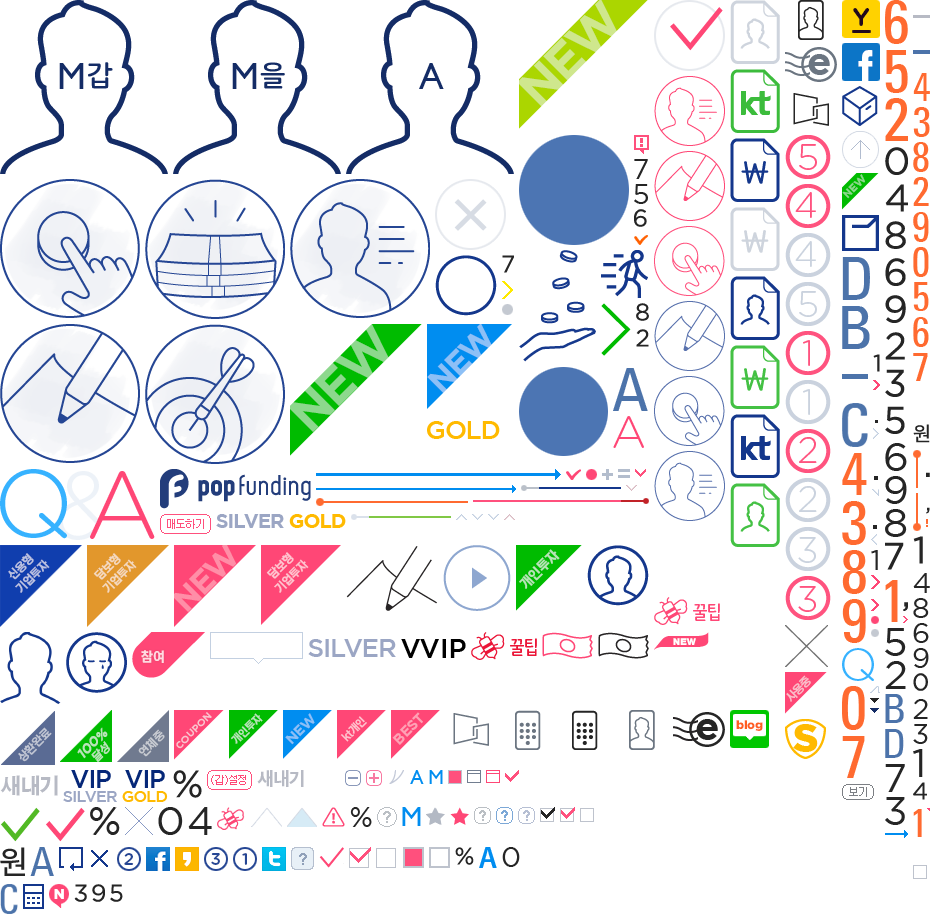 M갑
M을
A
NEW
kt
Y
e
f
6
5
2
0
4
8
6
9
2
3
5
6
9
8
7
1
4
3
8
2
9
0
5
6
7
7
5
6
7
8
2
₩
₩
5
4
4
5
1
1
2
2
3
3
NEW
D
B
C
4
3
8
9
0
7
1
1
원
NEW
NEW
GOLD
A
A
₩
kt
Q&A
popfunding
매도하기
SILVER GOLD
신용형
기업투자
담보형
기업투자
NEW
담보형
기업투자
개인투자
꿀팁
NEW
참여
SILVER VVIP
꿀팁
상환완료
100%
달성
연체중
COUPON
개인투자
NEW
kt개인
BEST
e
blog
사용중
S
Q
1,
5
2
B
D
7
3
4
8
6
9
0
2
3
1
4
1
보기
새내기
VIP
SILVER
VIP
GOLD
%
(갑)설정
새내기
A M
% 04
% ? M ? ? ?
원 A
2 f 3 1 t ?
% A 0
C
N 395